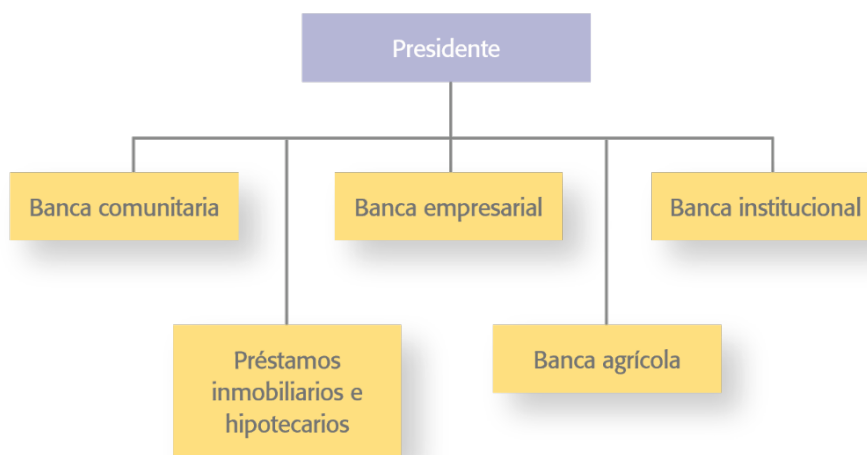 Presidente
Banca comunitaria
Banca empresarial
Banca institucional
Préstamos
inmobiliarios e
hipotecarios
Banca agrícola